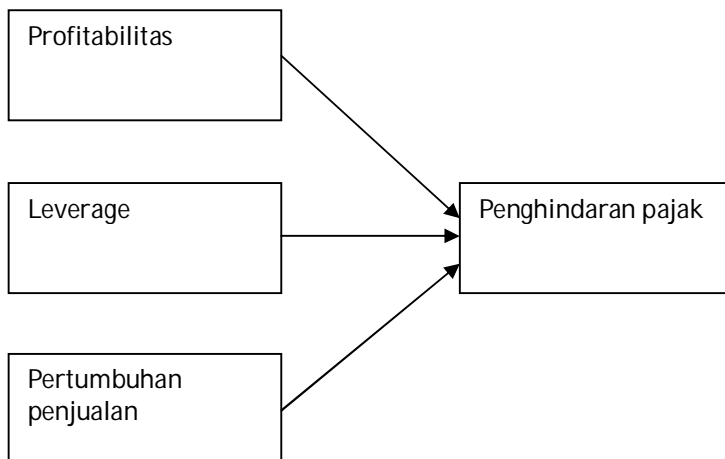 Profitabilitas
Leverage
Penghindaran pajak
Pertumbuhan
penjualan